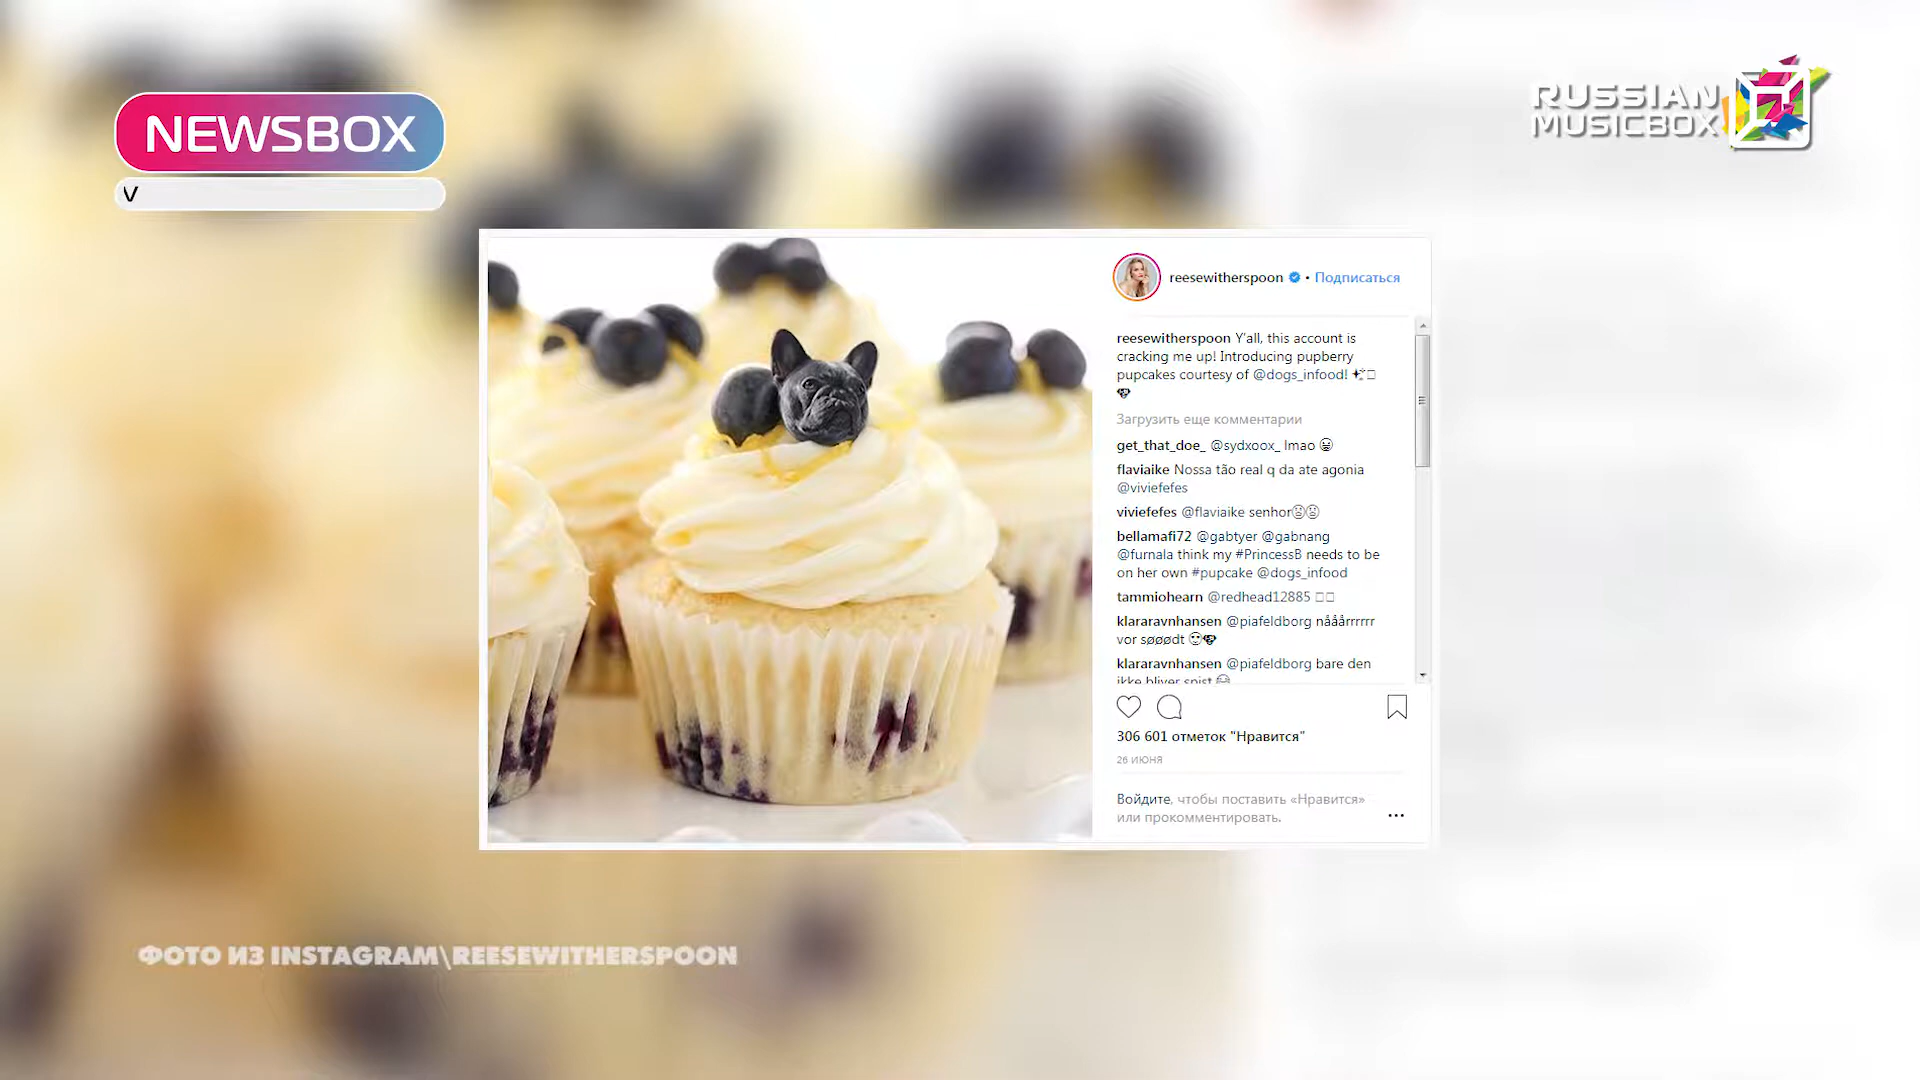 NEWSBOX
V
RUSSIAN
MUSICBOX
reesewitherspoon • Подписаться
reesewitherspoon Y'all, this account is
cracking me up! Introducing pupberry
pupcakes courtesy of @dogs_infood! ✨
Загрузить еще комментарии
get_that_doe_ @sydxoox_ lmao 😀
flaviaike Nossa tão real q da ate agonia
@viviefefes
viviefefes @flaviaike senhor😣😣
bellamafi72 @gabtyer @gabnang
@furnala think my #PrincessB needs to be
on her own #pupcake @dogs_infood
tammiohearn @redhead12885
klararavnhansen @piafeldborg nååårrrrrr
vor søøødt
klararavnhansen @piafeldborg bare den
ikke bliver spist
306 601 отметок "Нравится"
26 ИЮНЯ
Войдите, чтобы поставить «Нравится»
или прокомментировать.
ФОТО ИЗ INSTAGRAM\REESEWITHERSPOON